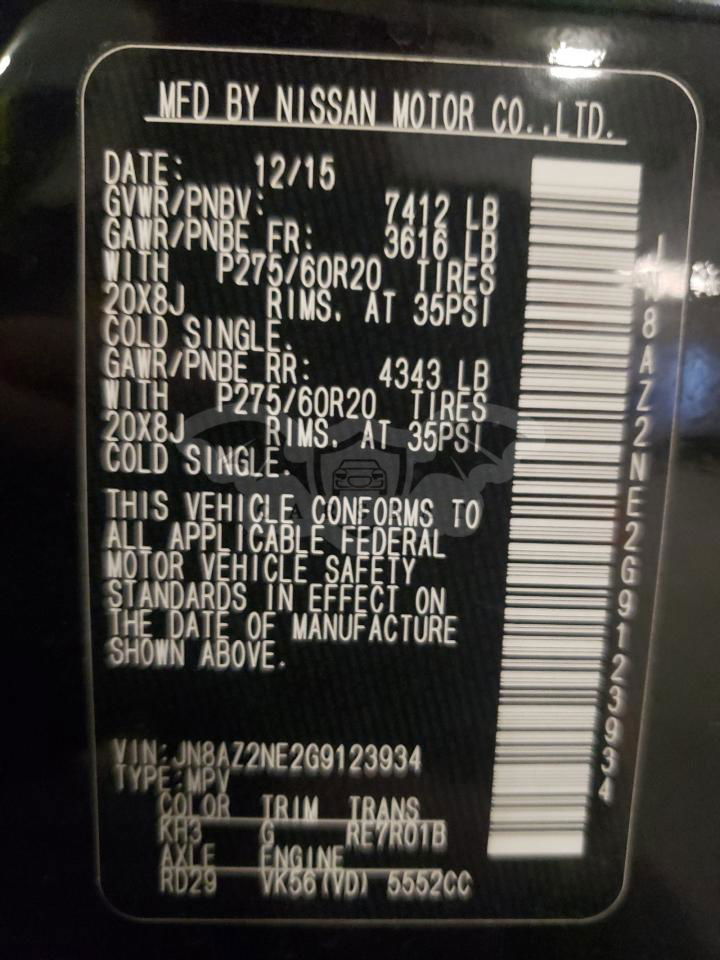 MFD BY NISSAN MOTOR CO.,LTD.
DATE: 12/15
GVWR/PNBV: 7412 LB
GAWR/PNBE FR: 3616 LB
WITH P275/60R20 TIRES
20X8J RIMS, AT 35PSI
COLD SINGLE.
GAWR/PNBE RR: 4343 LB
WITH P275/60R20 TIRES
20X8J RIMS, AT 35PSI
COLD SINGLE.
THIS VEHICLE CONFORMS TO
ALL APPLICABLE FEDERAL
MOTOR VEHICLE SAFETY
STANDARDS IN EFFECT ON
THE DATE OF MANUFACTURE
SHOWN ABOVE.
VIN:JN8AZ2NE2G9123934
TYPE:MPV
COLOR TRIM TRANS
KH3 G RE7R01B
AXLE ENGINE
RD29 VK56(VD) 5552CC
JN8AZ2NE2G9123934